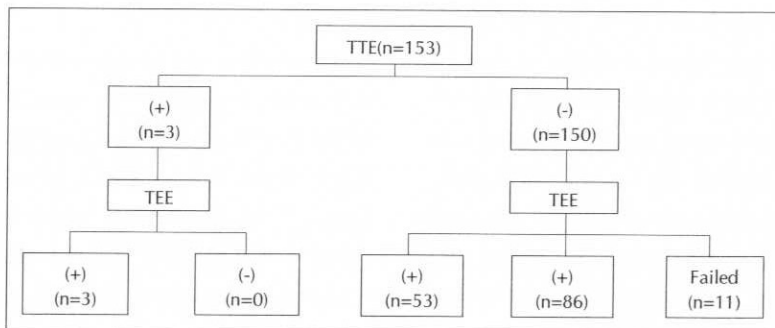 TTE(n=153)
(+)
(n=3)
(-)
(n=150)
TEE
TEE
(+)
(n=3)
(-)
(n=0)
(+)
(n=53)
(+)
(n=86)
Failed
(n=11)